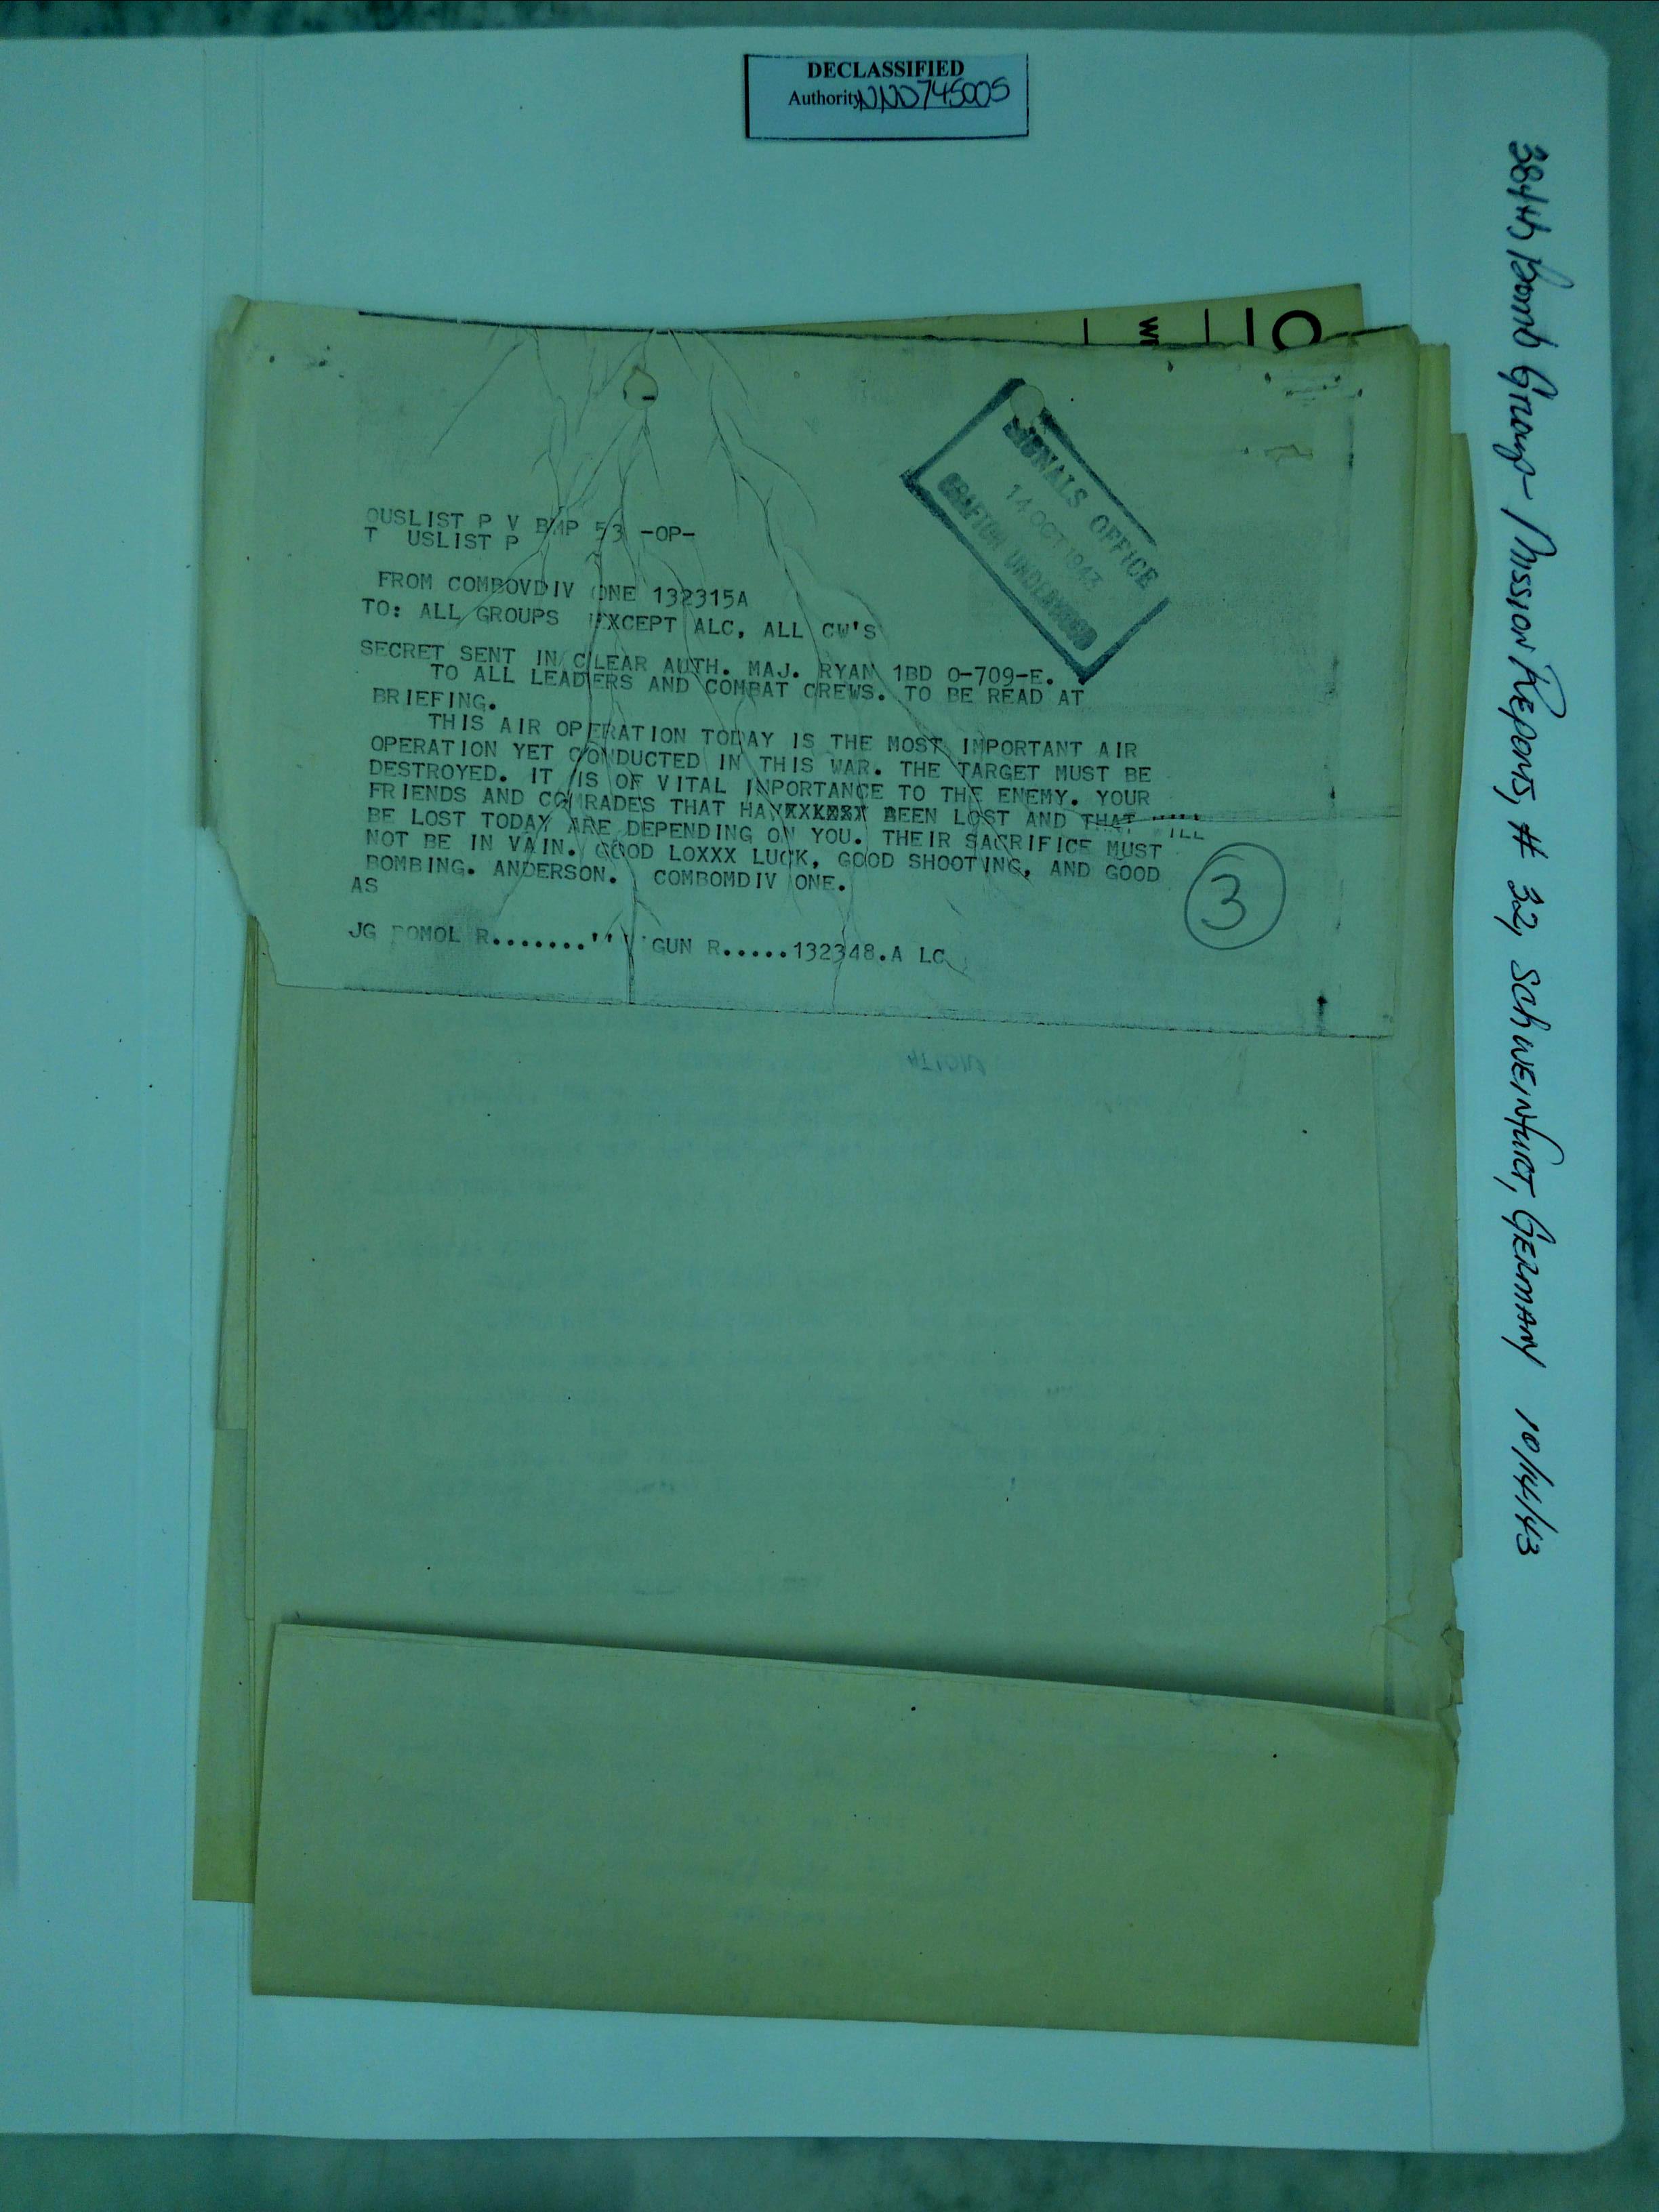 DECLASSIFIED
Authority NND745005
384th Bomb Group - Mission Reports, # 32, Schweinfurt, Germany 10/14/43
SIGNALS OFFICE
14 OCT 1943
GRAFTON UNDERWOOD
OUSLIST P V BMP 53 -OP-
T USLIST P
FROM COMBOVDIV ONE 132315A
TO: ALL GROUPS EXCEPT ALC, ALL CW'S
SECRET SENT IN CLEAR AUTH. MAJ. RYAN 1BD O-709-E.
TO ALL LEADERS AND COMBAT CREWS. TO BE READ AT
BRIEFING.
THIS AIR OPERATION TODAY IS THE MOST IMPORTANT AIR
OPERATION YET CONDUCTED IN THIS WAR. THE TARGET MUST BE
DESTROYED. IT IS OF VITAL INPORTANCE TO THE ENEMY. YOUR
FRIENDS AND COMRADES THAT BEEN LOST AND THAT WILL
BE LOST TODAY ARE DEPENDING ON YOU. THEIR SACRIFICE MUST
NOT BE IN VAIN. GOOD LOXXX LUCK, GOOD SHOOTING, AND GOOD
BOMBING. ANDERSON. COMBOMDIV ONE.
AS
JG BOMOL R.......'''' GUN R.....132348.A LC
3